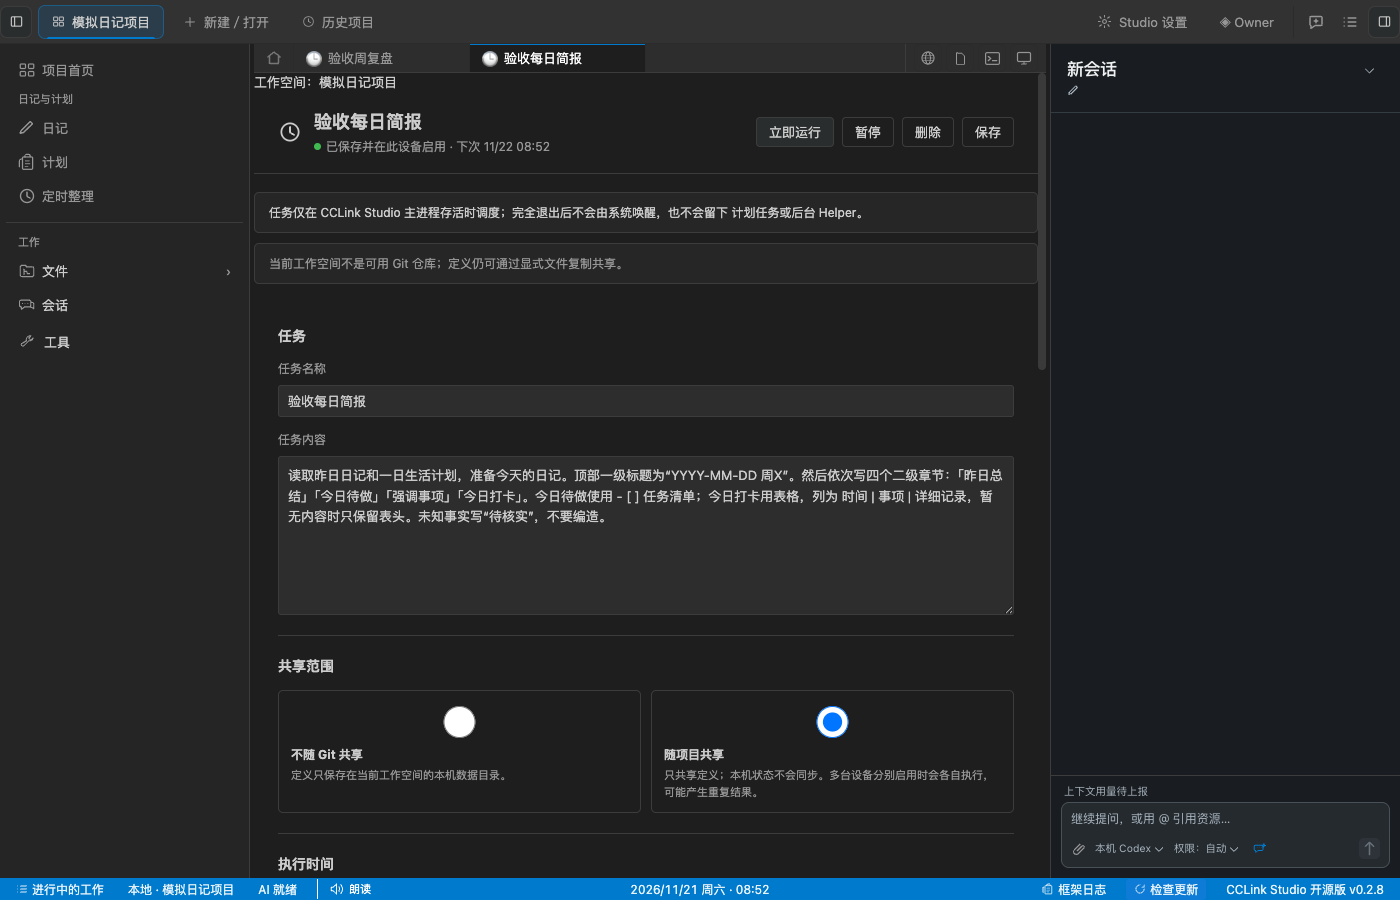 模拟日记项目
新建 / 打开
历史项目
Studio 设置
Owner
项目首页
日记与计划
日记
计划
定时整理
工作
文件
会话
工具
验收周复盘
验收每日简报
工作空间：模拟日记项目
验收每日简报
已保存并在此设备启用 · 下次 11/22 08:52
立即运行
暂停
删除
保存
任务仅在 CCLink Studio 主进程存活时调度；完全退出后不会由系统唤醒，也不会留下 计划任务或后台 Helper。
当前工作空间不是可用 Git 仓库；定义仍可通过显式文件复制共享。
任务
任务名称
验收每日简报
任务内容
读取昨日日记和一日生活计划，准备今天的日记。顶部一级标题为“YYYY-MM-DD 周X”。然后依次写四个二级章节：「昨日总
结」「今日待做」「强调事项」「今日打卡」。今日待做使用 - [ ] 任务清单；今日打卡用表格，列为 时间 | 事项 | 详细记录，暂
无内容时只保留表头。未知事实写“待核实”，不要编造。
共享范围
不随 Git 共享
定义只保存在当前工作空间的本机数据目录。
随项目共享
只共享定义；本机状态不会同步。多台设备分别启用时会各自执行，
可能产生重复结果。
执行时间
新会话
上下文用量待上报
继续提问，或用 @ 引用资源...
本机 Codex
权限：自动
进行中的工作
本地 · 模拟日记项目
AI 就绪
朗读
2026/11/21 周六 · 08:52
框架日志
检查更新
CCLink Studio 开源版 v0.2.8